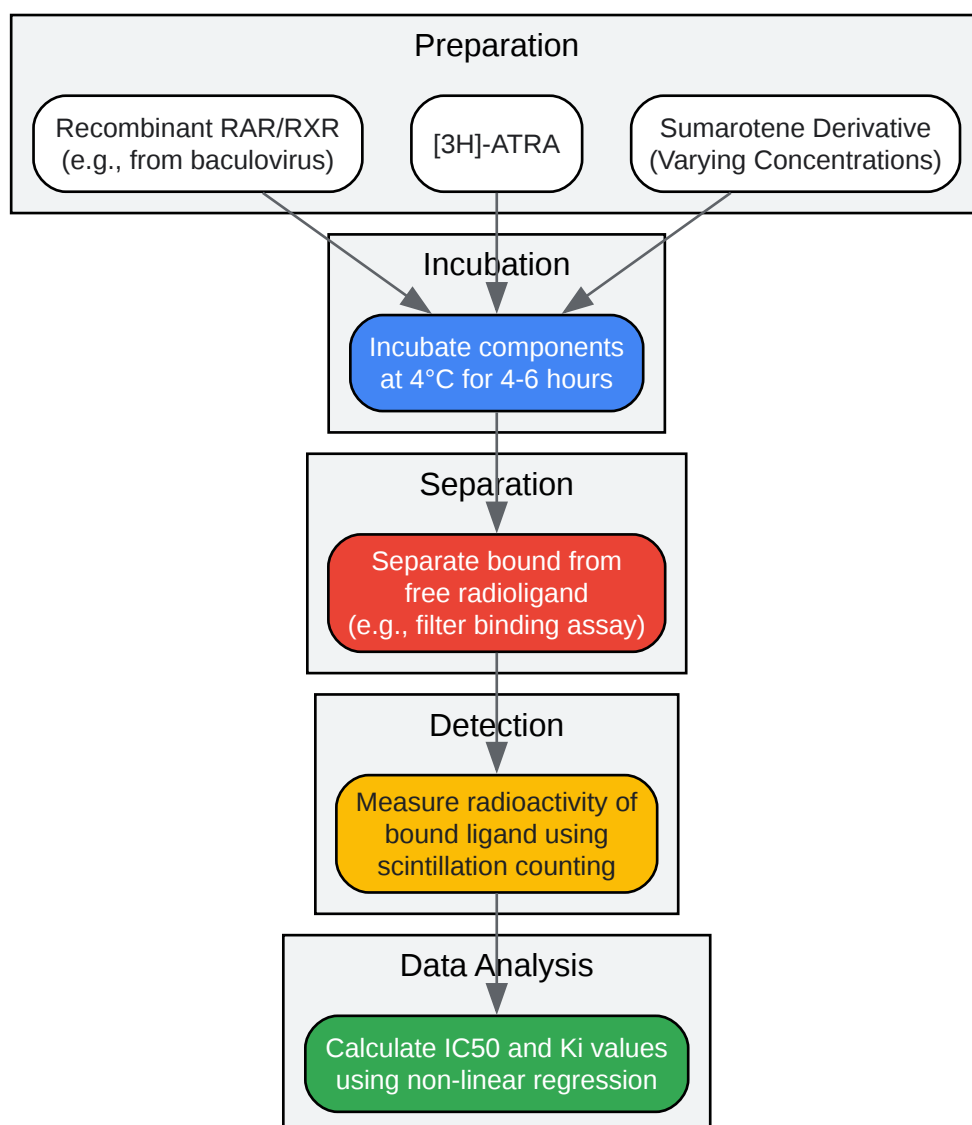 Preparation
Recombinant RAR/RXR
(e.g., from baculovirus)
[3H]-ATRA
Sumarotene Derivative
(Varying Concentrations)
Incubation
Incubate components
at 4°C for 4-6 hours
Separation
Separate bound from
free radioligand
(e.g., filter binding assay)
Detection
Measure radioactivity of
bound ligand using
scintillation counting
Data Analysis
Calculate IC50 and Ki values
using non-linear regression